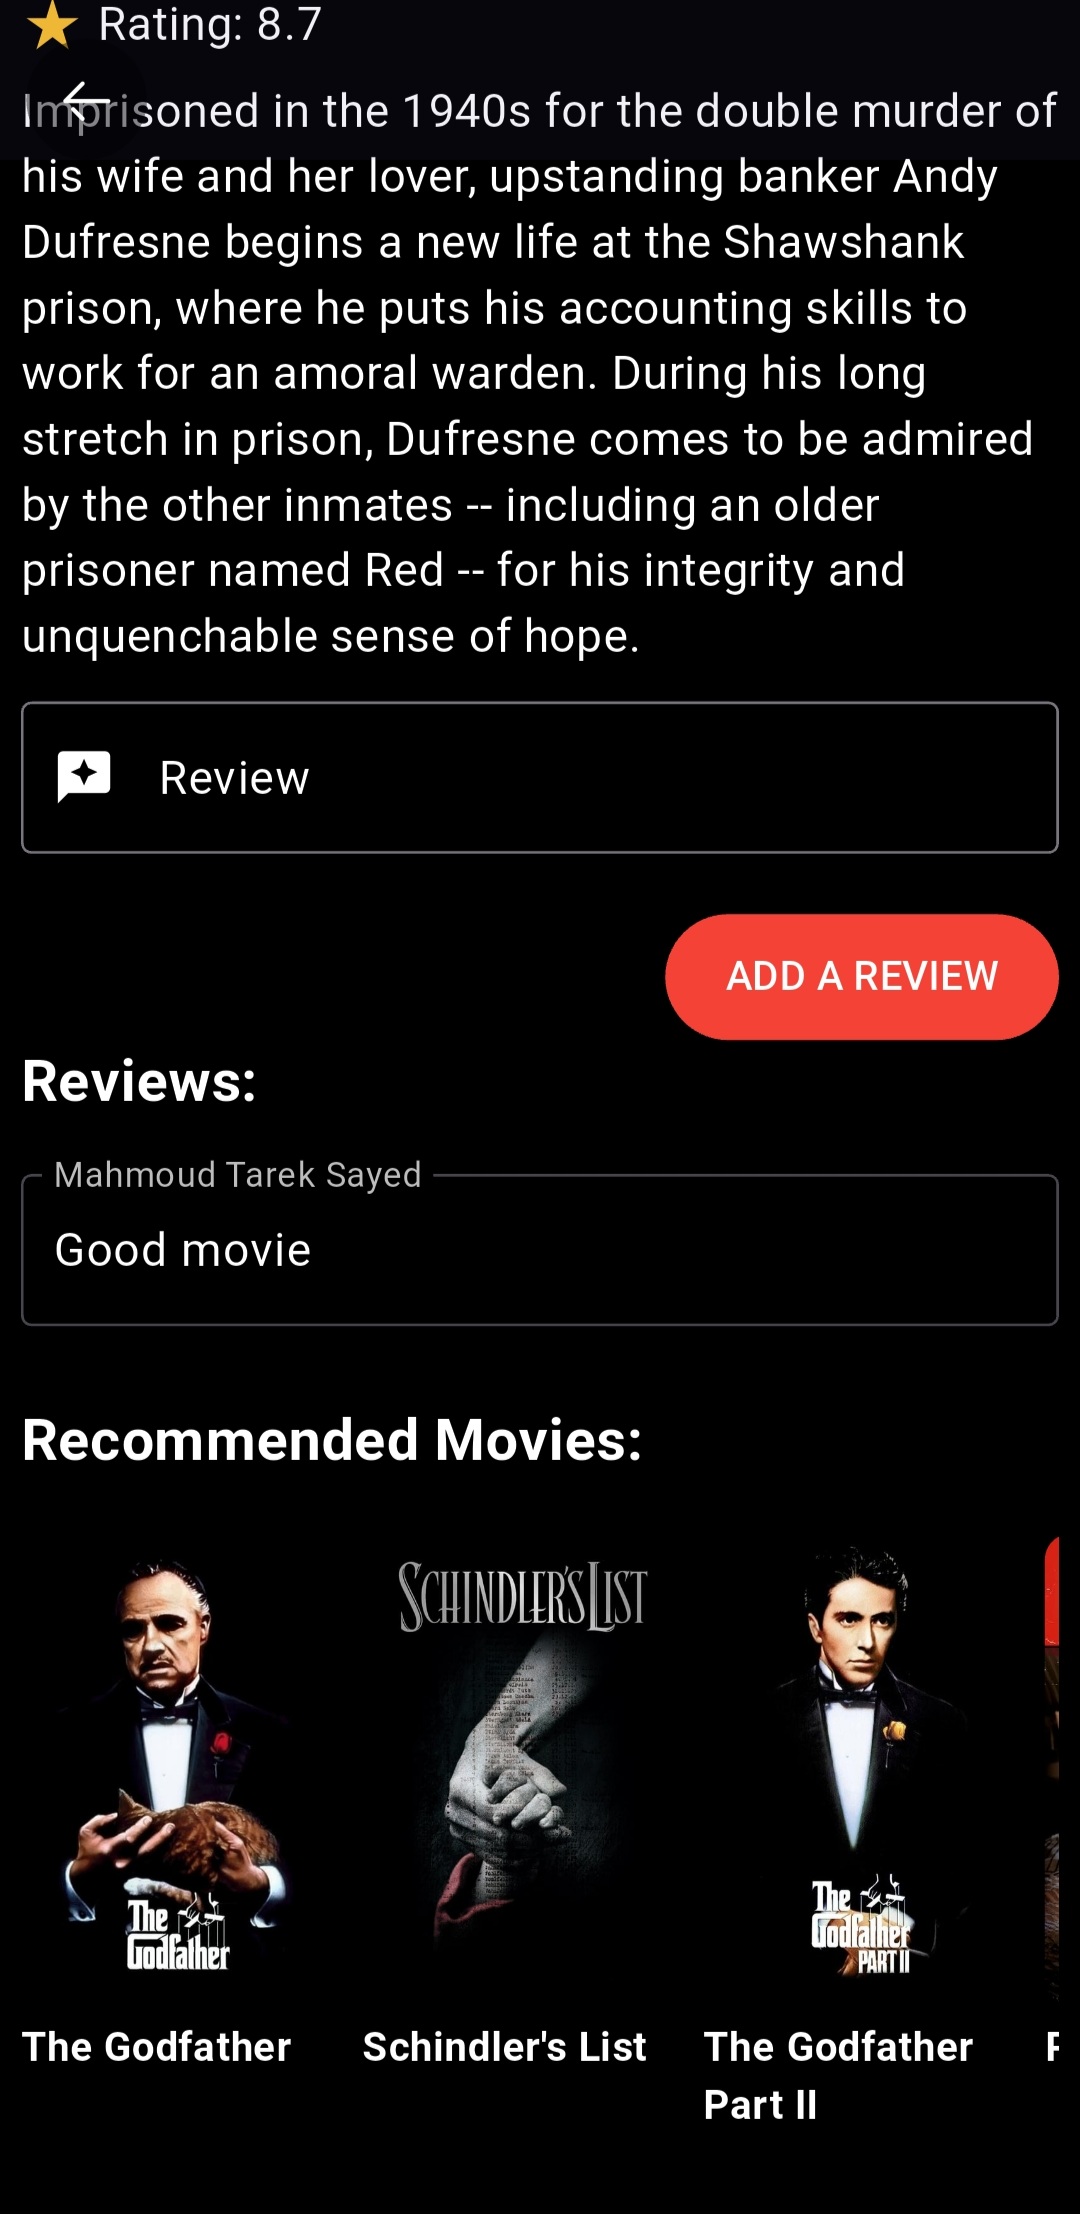 Rating: 8.7
Imprisoned in the 1940s for the double murder of
his wife and her lover, upstanding banker Andy
Dufresne begins a new life at the Shawshank
prison, where he puts his accounting skills to
work for an amoral warden. During his long
stretch in prison, Dufresne comes to be admired
by the other inmates -- including an older
prisoner named Red -- for his integrity and
unquenchable sense of hope.
Review
ADD A REVIEW
Reviews:
Mahmoud Tarek Sayed
Good movie
Recommended Movies:
SCHINDLER'S LIST
The
Godfather
The
Godfather
PART II
The Godfather
Schindler's List
The Godfather
Part II